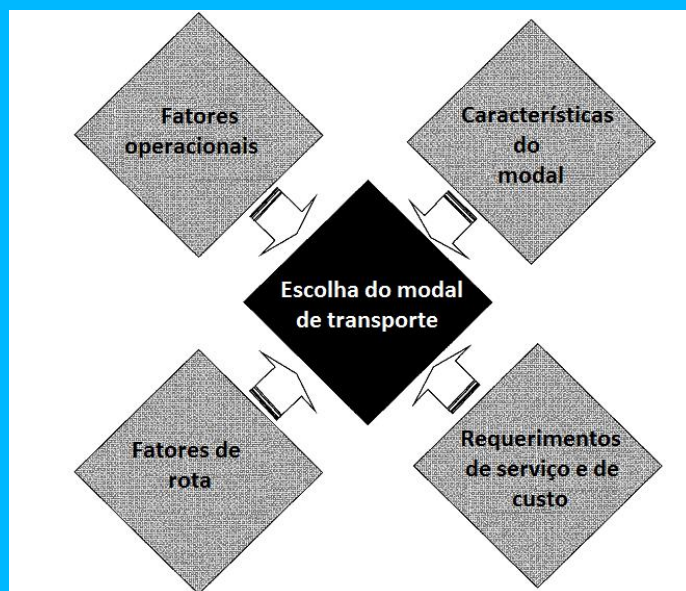 Fatores
operacionais
Características
do
modal
Escolha do modal
de transporte
Fatores de
rota
Requerimentos
de serviço e de
custo